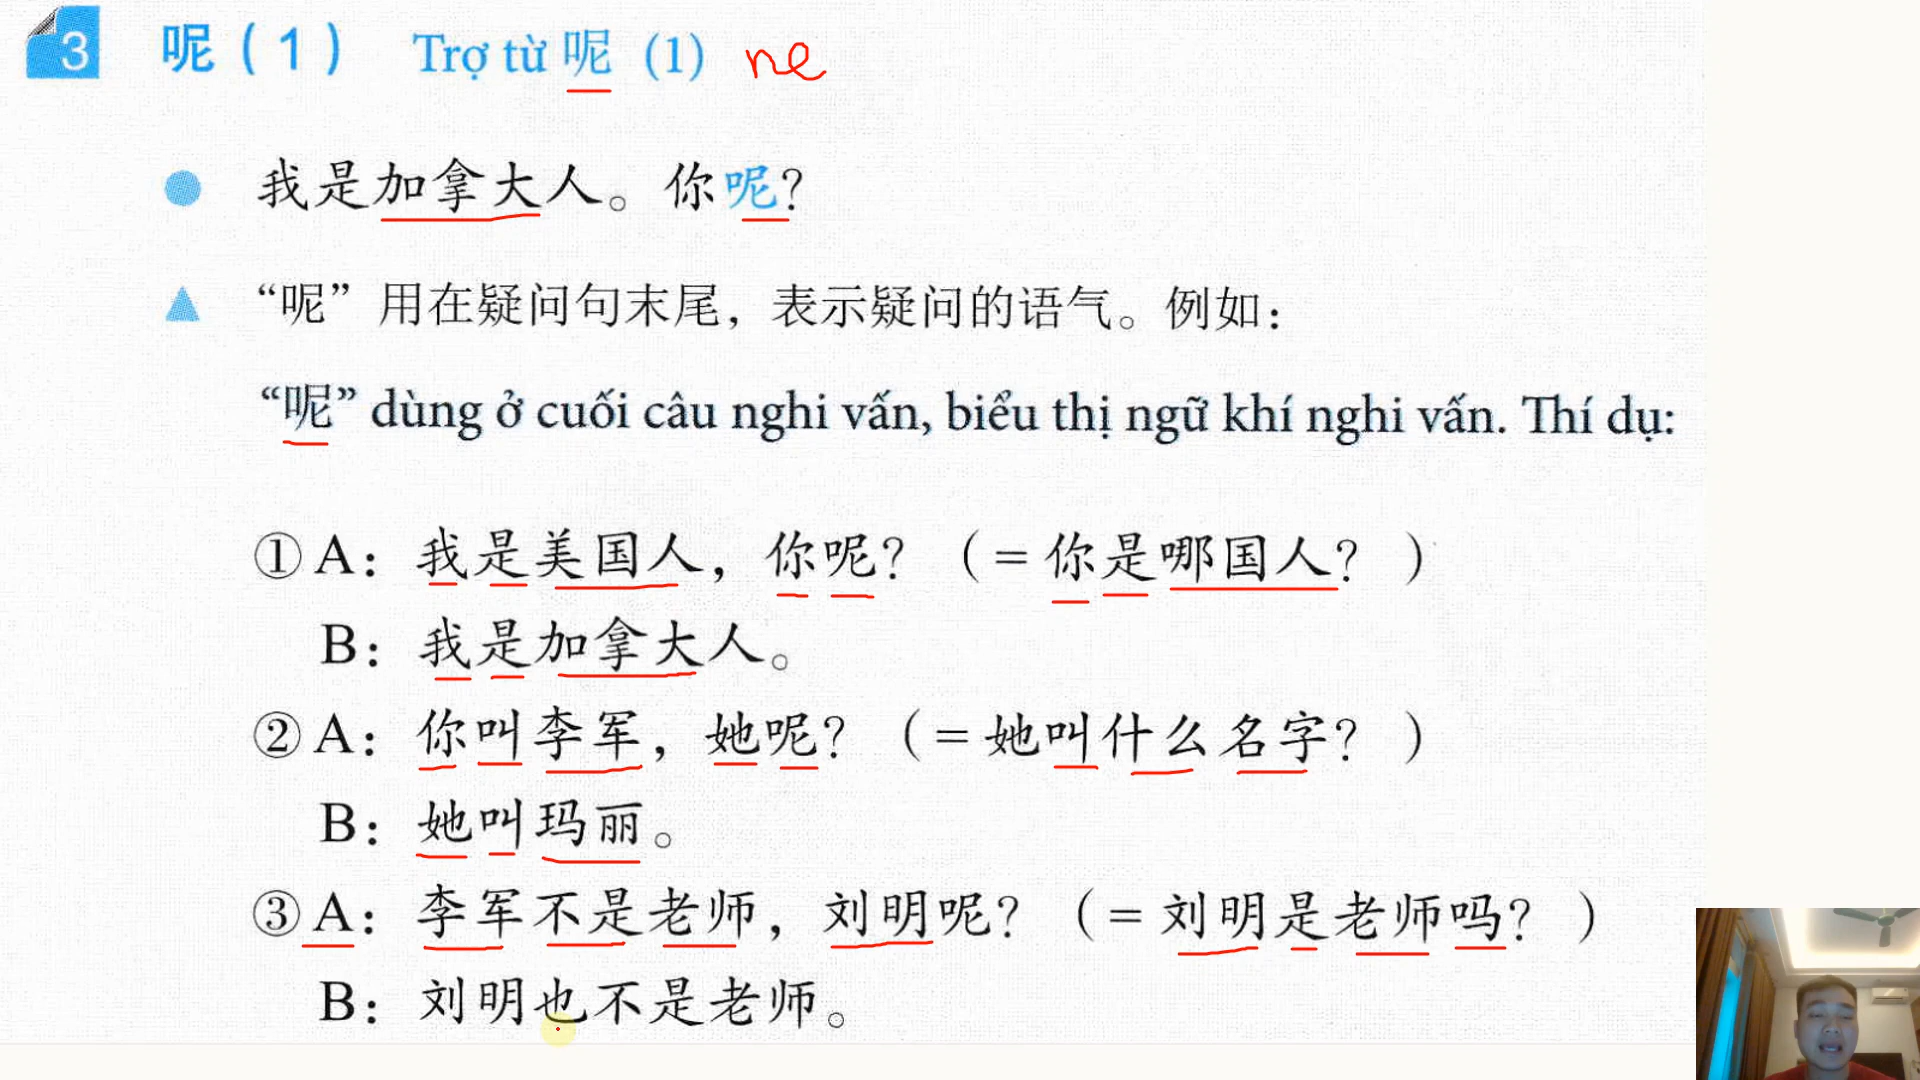 3 呢（1） Trợ từ 呢 (1) ne
我是加拿大人。你呢？
“呢”用在疑问句末尾，表示疑问的语气。例如：
“呢” dùng ở cuối câu nghi vấn, biểu thị ngữ khí nghi vấn. Thí dụ:
① A：我是美国人，你呢？（＝你是哪国人？）
B：我是加拿大人。
② A：你叫李军，她呢？（＝她叫什么名字？）
B：她叫玛丽。
③ A：李军不是老师，刘明呢？（＝刘明是老师吗？）
B：刘明也不是老师。